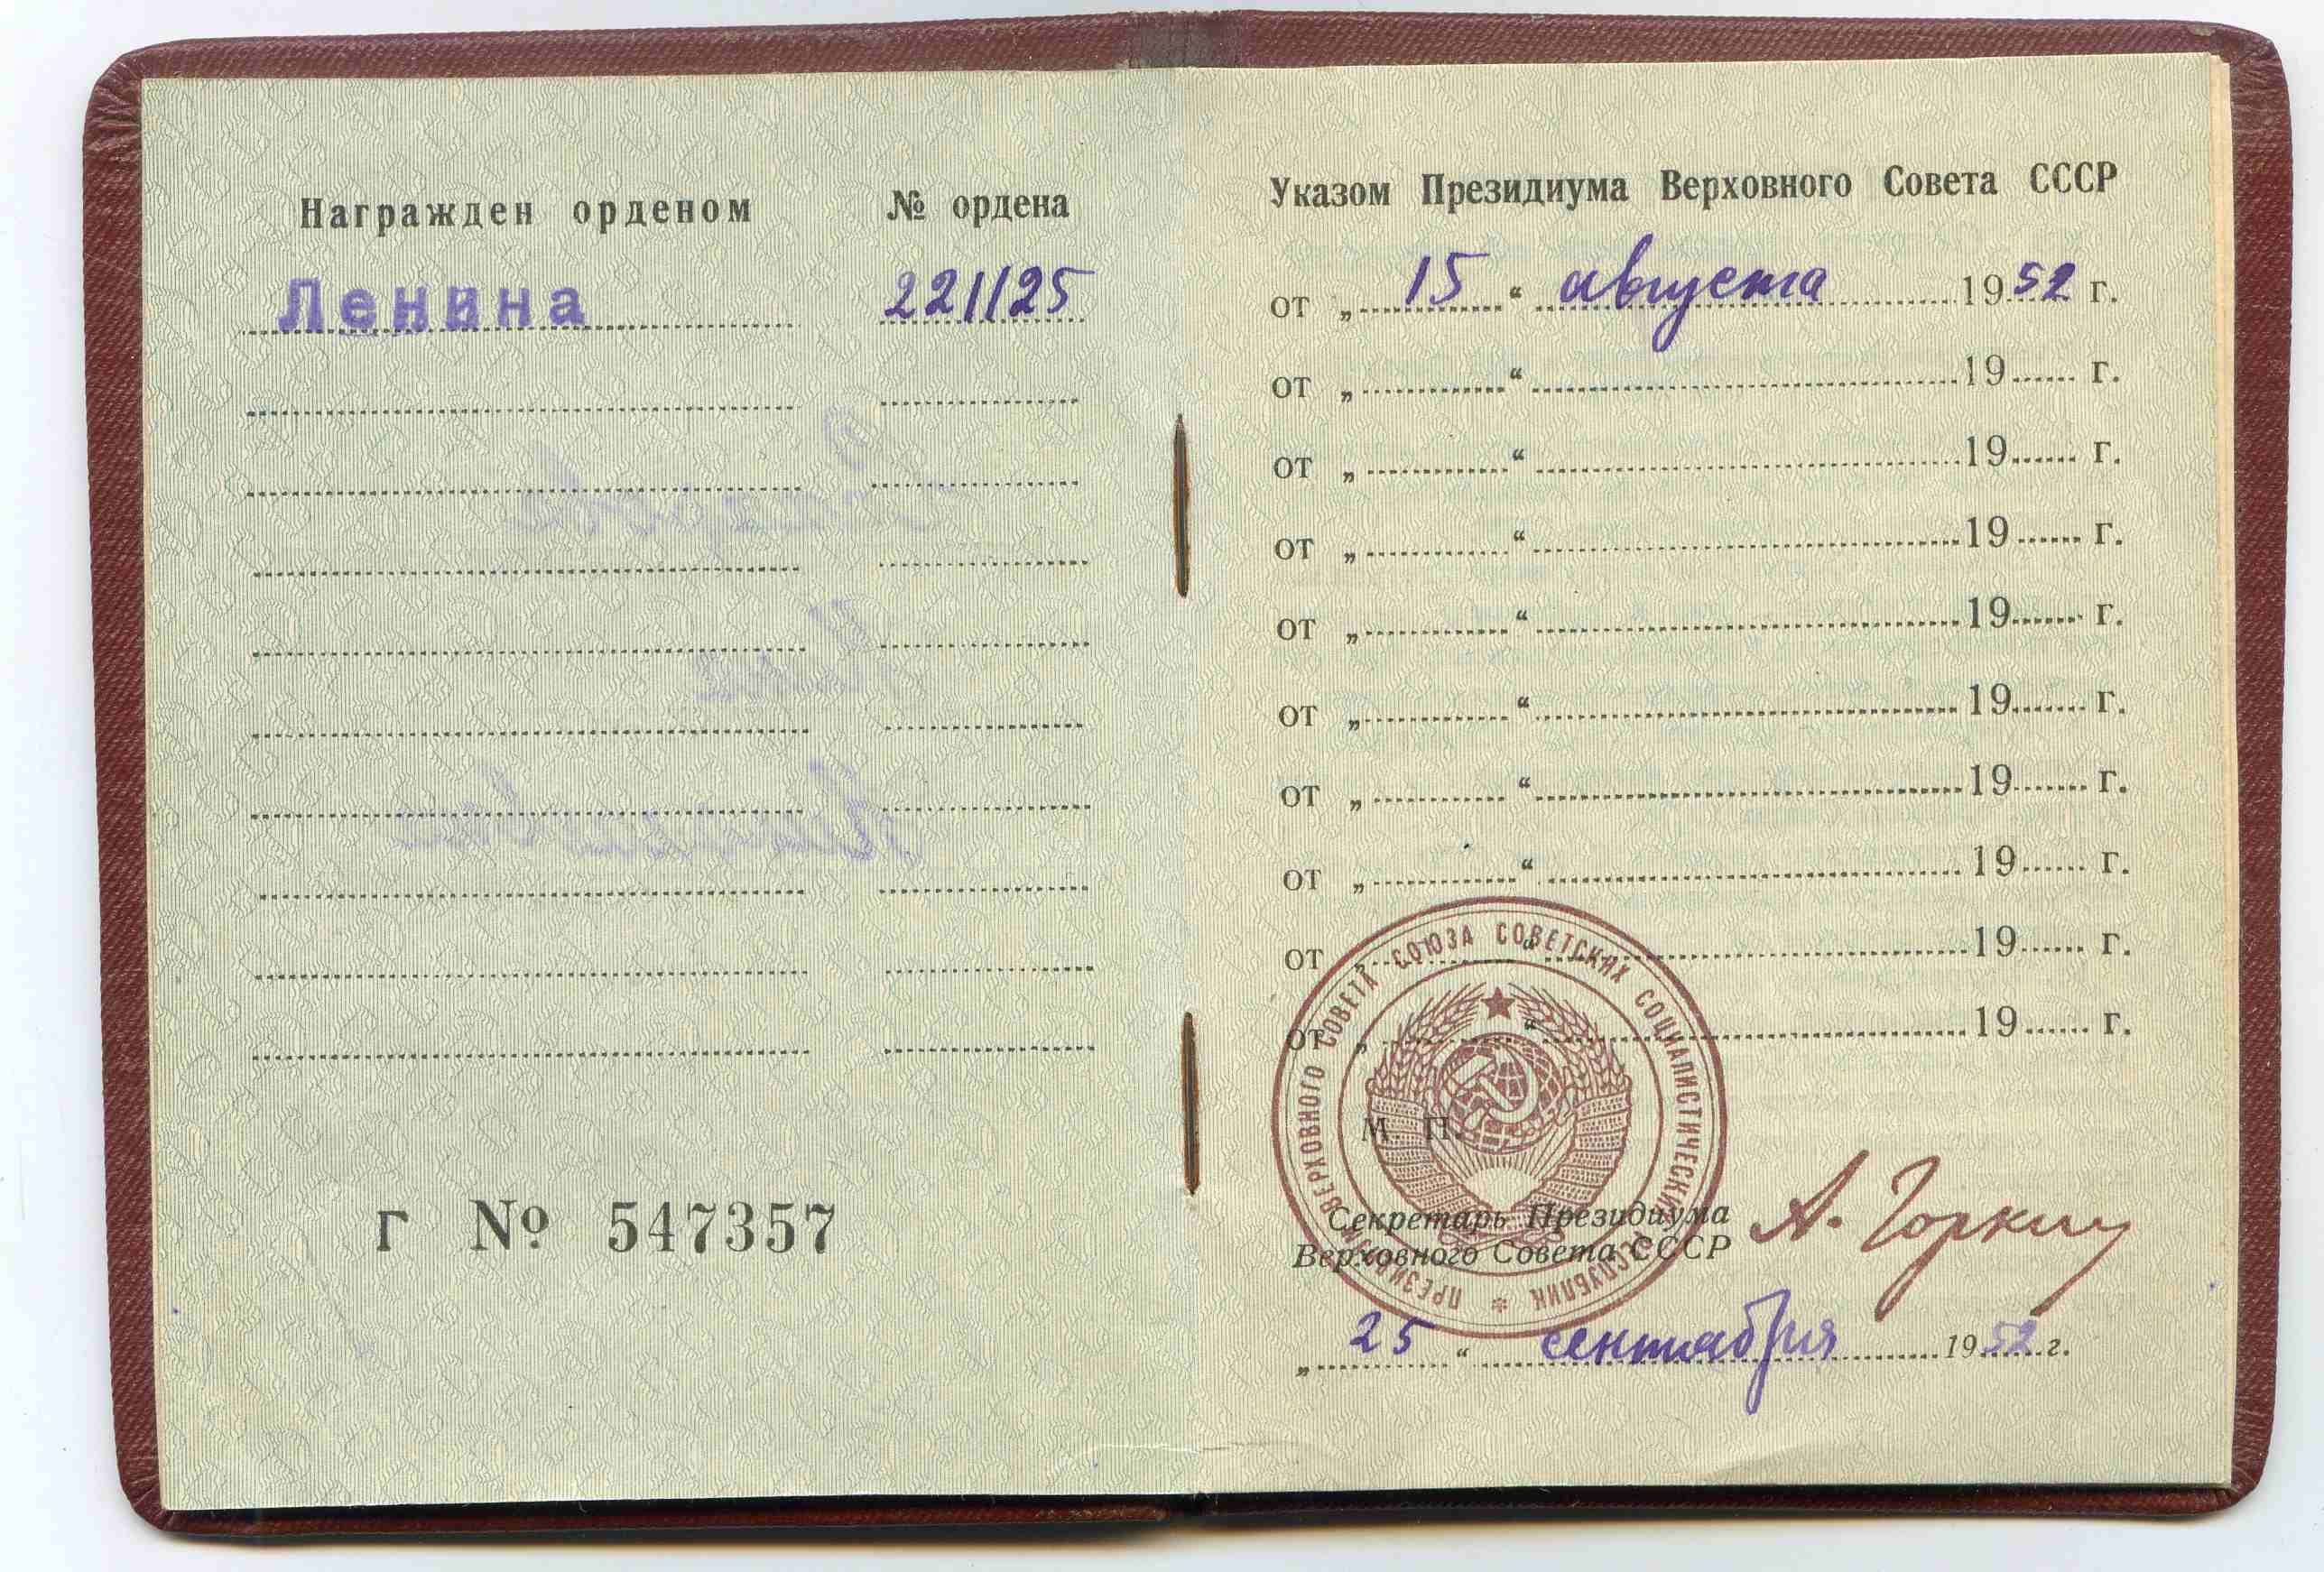 Награжден орденом № ордена
Ленина 221125
Г № 547357
Указом Президиума Верховного Совета СССР
от „ 15 “ августа 1952 г.
от „ “ 19 г.
от „ “ 19 г.
от „ “ 19 г.
от „ “ 19 г.
от „ “ 19 г.
от „ “ 19 г.
от „ “ 19 г.
от „ “ 19 г.
от „ “ 19 г.
ПРЕЗИДИУМ ВЕРХОВНОГО СОВЕТА СОЮЗА СОВЕТСКИХ СОЦИАЛИСТИЧЕСКИХ РЕСПУБЛИК *
М. П.
Секретарь Президиума
Верховного Совета СССР А. Горкин
„ 25 “ сентября 1952 г.